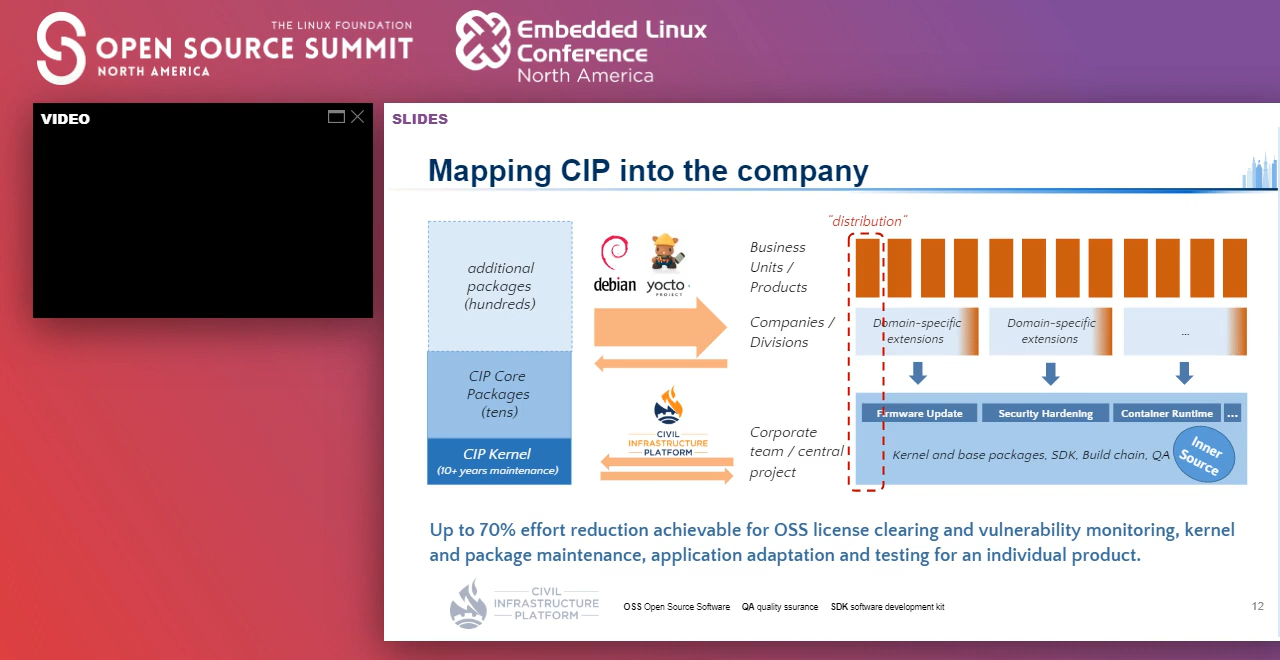 THE LINUX FOUNDATION
OPEN SOURCE SUMMIT
NORTH AMERICA
Embedded Linux
Conference
North America
VIDEO
SLIDES
Mapping CIP into the company
additional
packages
(hundreds)
CIP Core
Packages
(tens)
CIP Kernel
(10+ years maintenance)
debian
yocto
PROJECT
CIVIL
INFRASTRUCTURE
PLATFORM
Business
Units /
Products
Companies /
Divisions
Corporate
team / central
project
"distribution"
Domain-specific
extensions
Domain-specific
extensions
...
Firmware Update
Security Hardening
Container Runtime
...
Kernel and base packages, SDK, Build chain, QA
Inner
Source
Up to 70% effort reduction achievable for OSS license clearing and vulnerability monitoring, kernel
and package maintenance, application adaptation and testing for an individual product.
CIVIL
INFRASTRUCTURE
PLATFORM
OSS Open Source Software QA quality ssurance SDK software development kit
12